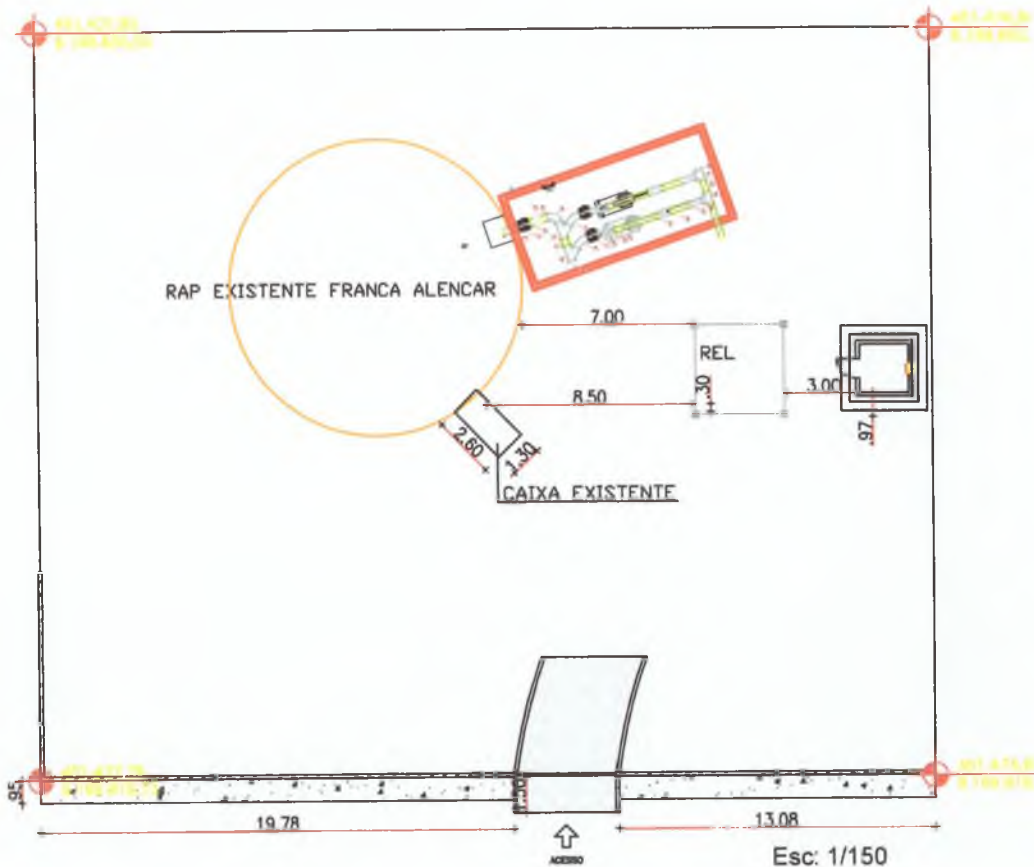 RAP EXISTENTE FRANCA ALENCAR
7.00
REL
8.50
.30
3.00
.97
2.60
1.30
CAIXA EXISTENTE
.95
19.78
13.08
ACESSO
Esc: 1/150